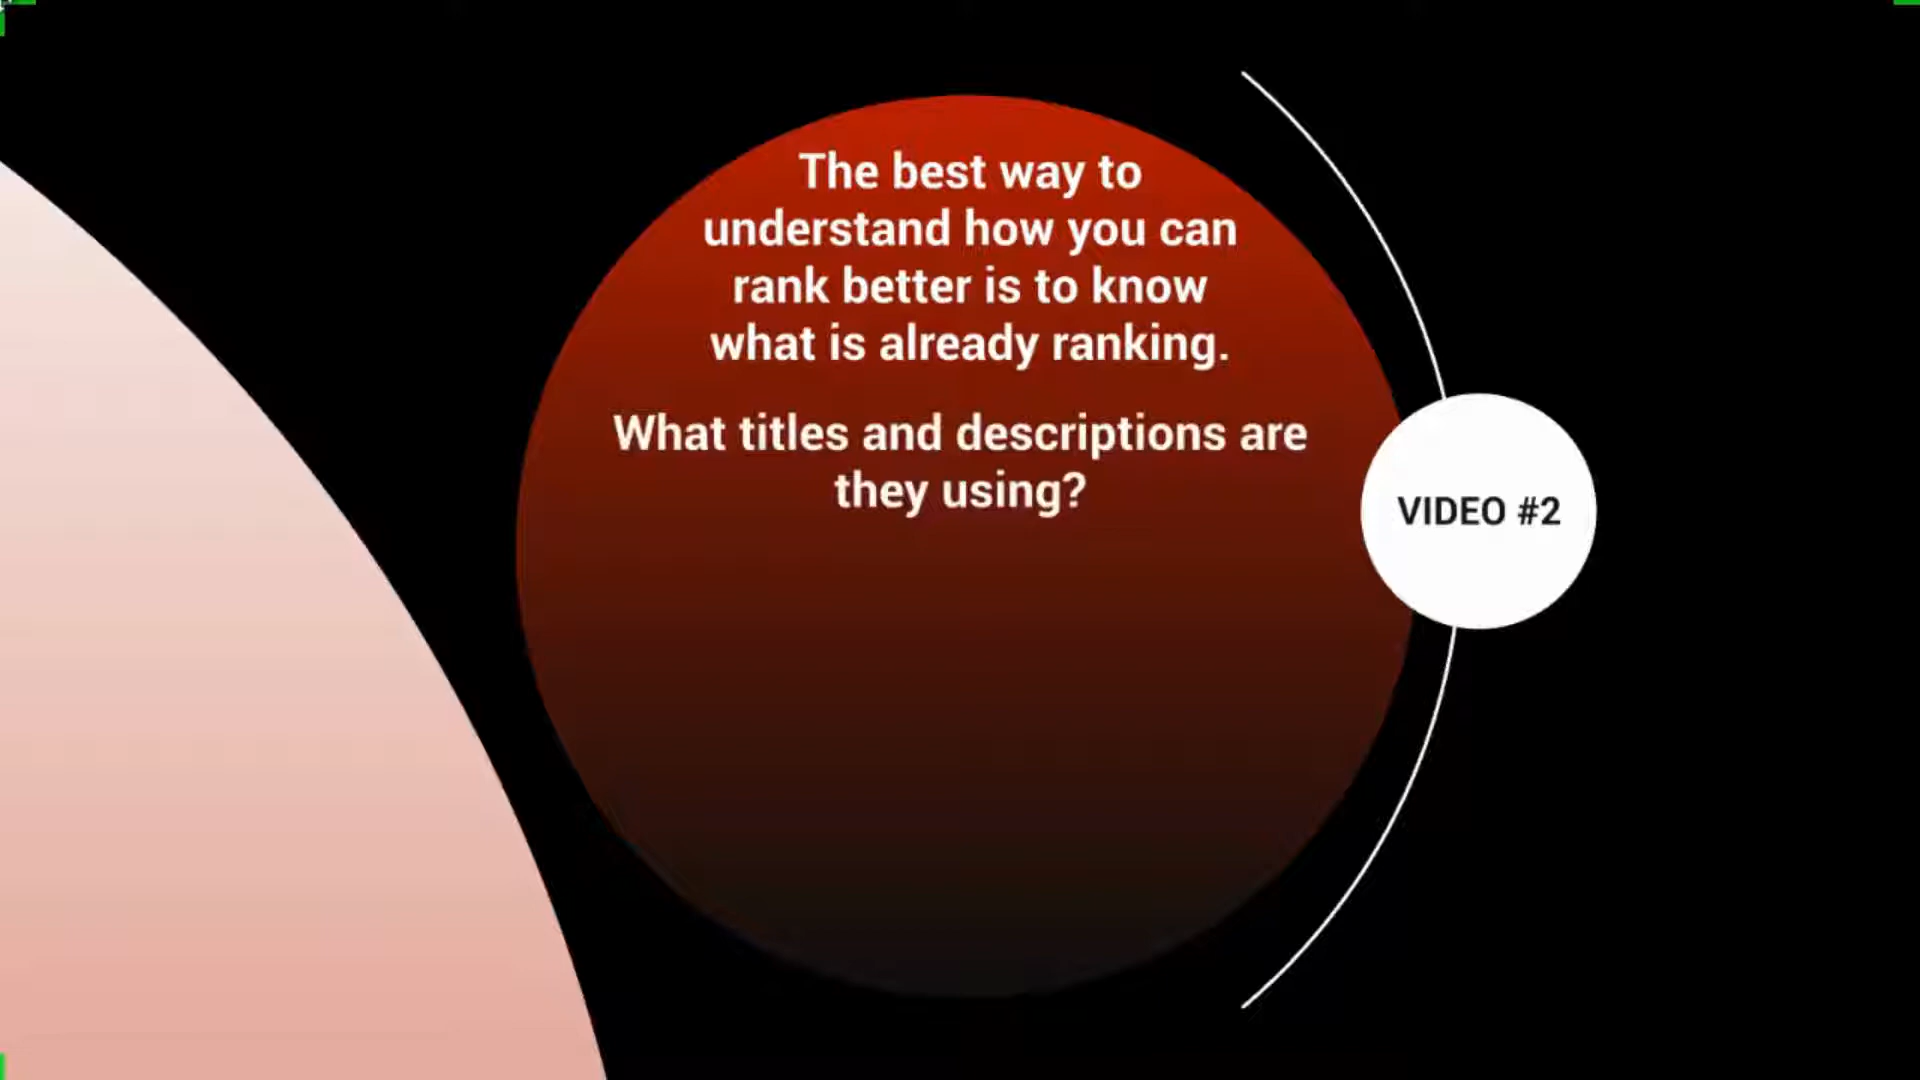 The best way to
understand how you can
rank better is to know
what is already ranking.
What titles and descriptions are
they using?
VIDEO #2